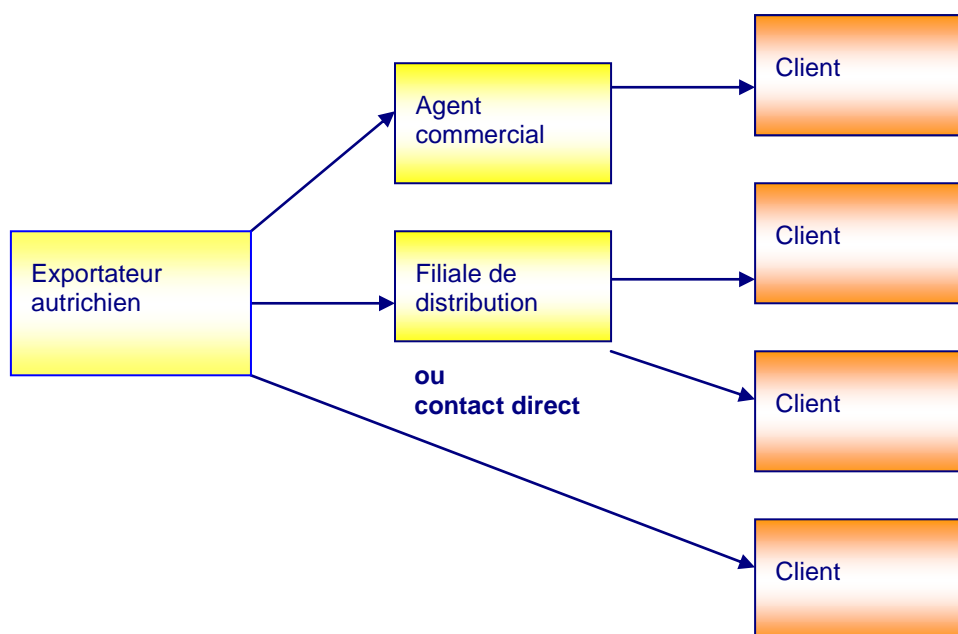 Client
Agent
commercial
Client
Exportateur
autrichien
Filiale de
distribution
ou
contact direct
Client
Client